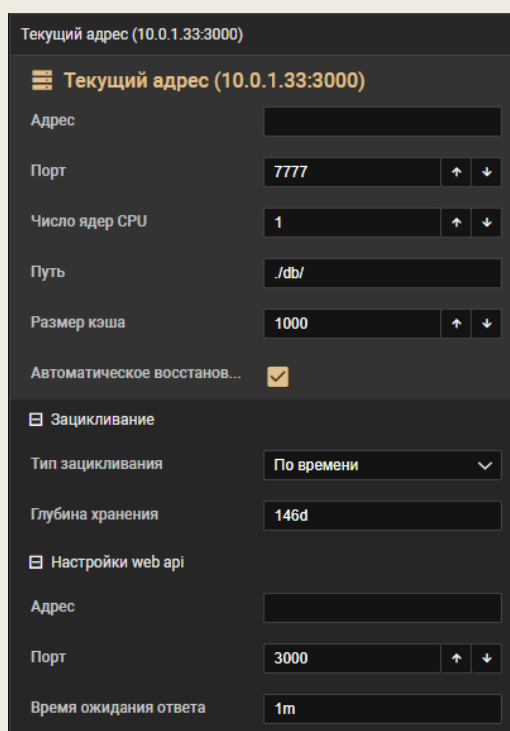 Текущий адрес (10.0.1.33:3000)
Текущий адрес (10.0.1.33:3000)
Адрес
Порт 7777
Число ядер CPU 1
Путь ./db/
Размер кэша 1000
Автоматическое восстанов...
Зацикливание
Тип зацикливания По времени
Глубина хранения 146d
Настройки web api
Адрес
Порт 3000
Время ожидания ответа 1m